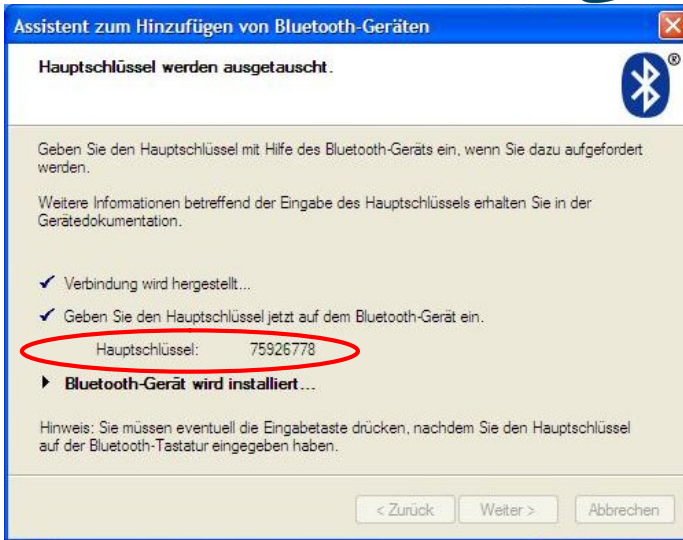 Assistent zum Hinzufügen von Bluetooth-Geräten
Hauptschlüssel werden ausgetauscht.
®
Geben Sie den Hauptschlüssel mit Hilfe des Bluetooth-Geräts ein, wenn Sie dazu aufgefordert
werden.
Weitere Informationen betreffend der Eingabe des Hauptschlüssels erhalten Sie in der
Gerätedokumentation.
Verbindung wird hergestellt...
Geben Sie den Hauptschlüssel jetzt auf dem Bluetooth-Gerät ein.
Hauptschlüssel: 75926778
Bluetooth-Gerät wird installiert...
Hinweis: Sie müssen eventuell die Eingabetaste drücken, nachdem Sie den Hauptschlüssel
auf der Bluetooth-Tastatur eingegeben haben.
< Zurück Weiter > Abbrechen